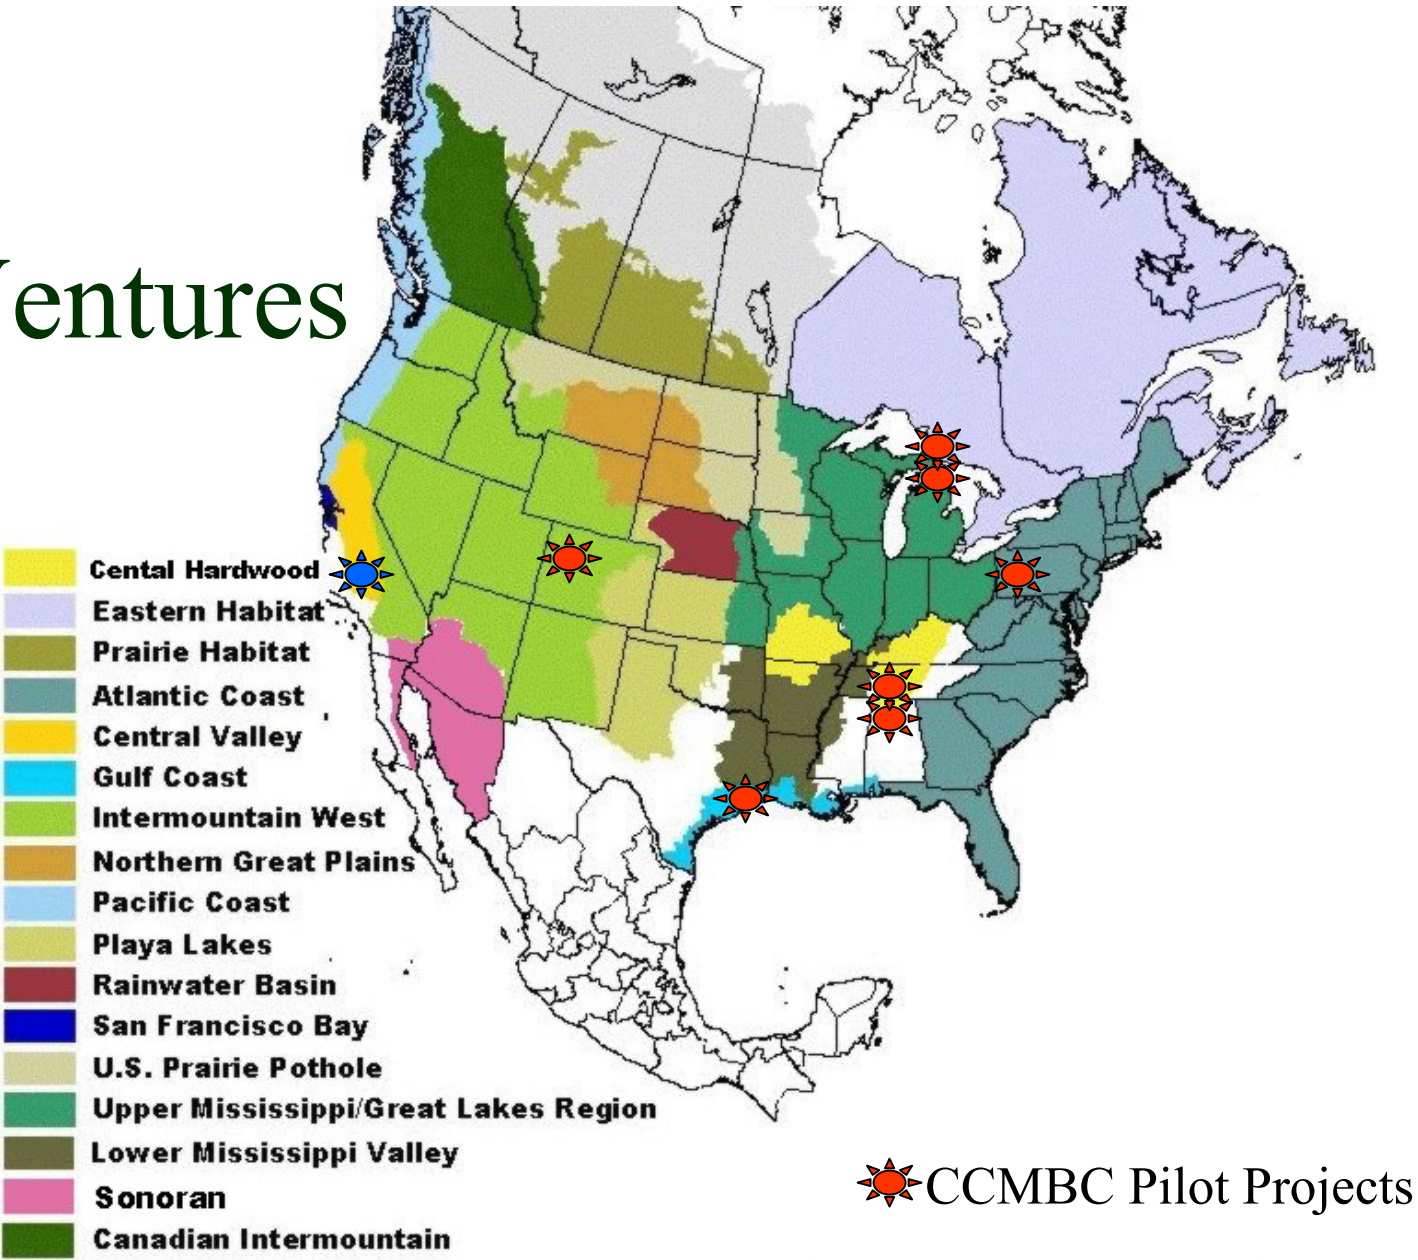 entures
Cental Hardwood
Eastern Habitat
Prairie Habitat
Atlantic Coast
Central Valley
Gulf Coast
Intermountain West
Northern Great Plains
Pacific Coast
Playa Lakes
Rainwater Basin
San Francisco Bay
U.S. Prairie Pothole
Upper Mississippi/Great Lakes Region
Lower Mississippi Valley
Sonoran
Canadian Intermountain
CCMBC Pilot Projects